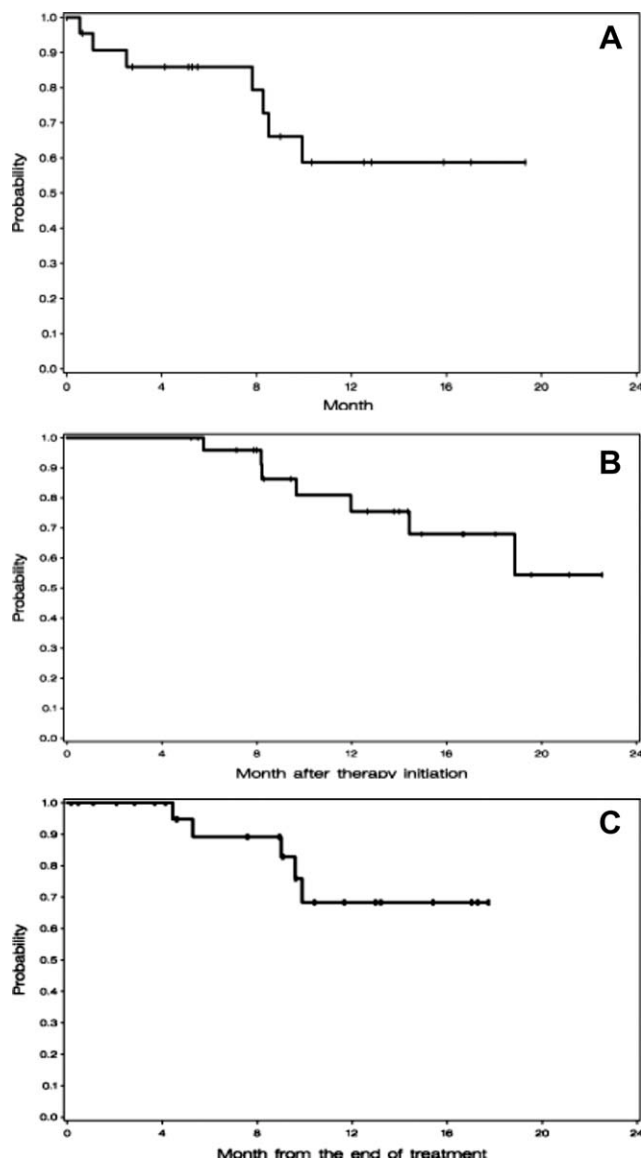 A
1.0
0.9
0.8
0.7
0.6
0.5
0.4
0.3
0.2
0.1
0.0
Probability
0 4 8 12 16 20 24
Month
B
1.0
0.9
0.8
0.7
0.6
0.5
0.4
0.3
0.2
0.1
0.0
Probability
0 4 8 12 16 20 24
Month after therapy initiation
C
1.0
0.9
0.8
0.7
0.6
0.5
0.4
0.3
0.2
0.1
0.0
Probability
0 4 8 12 16 20 24
Month from the end of treatment